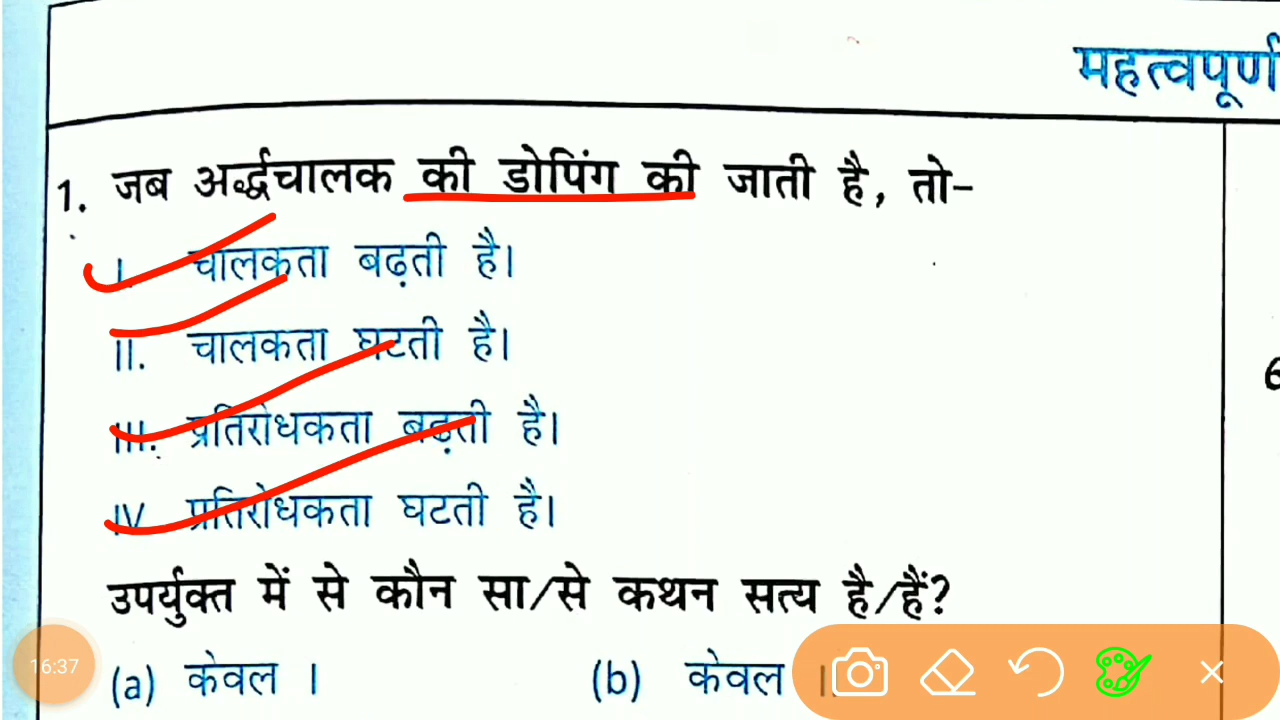 महत्वपूर्ण
1. जब अर्द्धचालक की डोपिंग की जाती है, तो-
I. चालकता बढ़ती है।
II. चालकता घटती है।
III. प्रतिरोधकता बढ़ती है।
IV. प्रतिरोधकता घटती है।
उपर्युक्त में से कौन सा/से कथन सत्य है/हैं?
16:37
(a) केवल I
(b) केवल